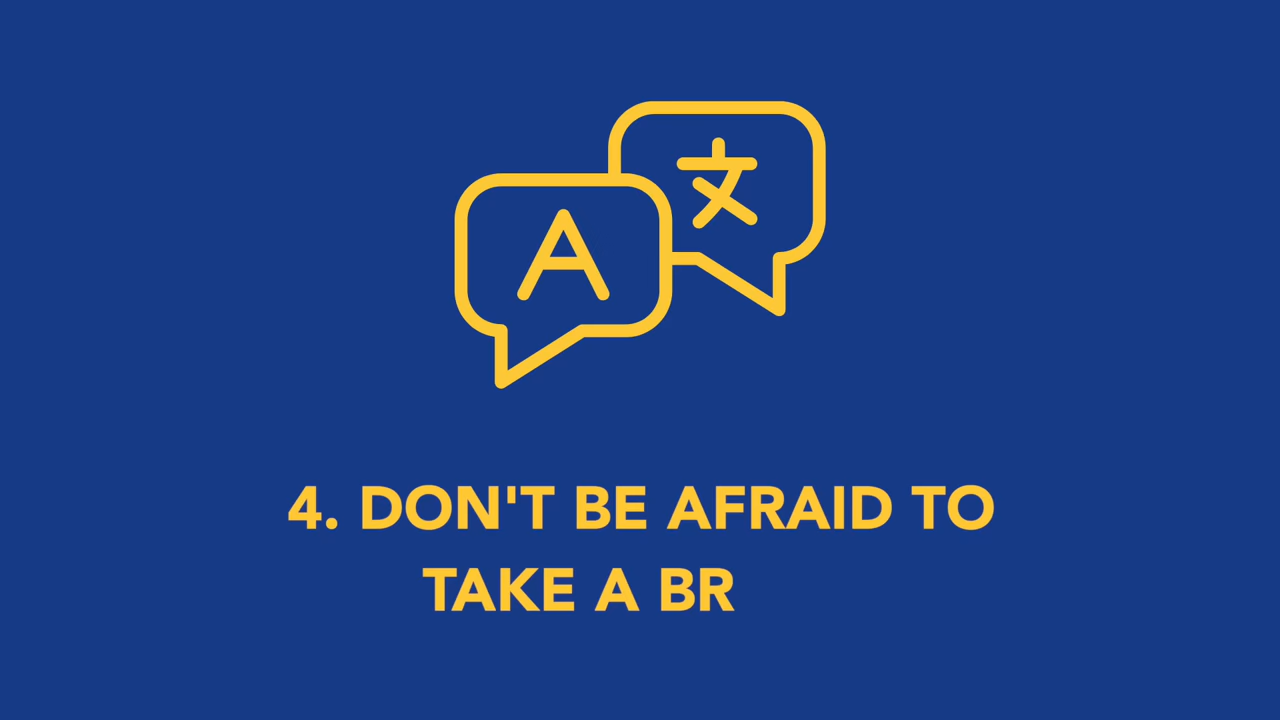 A
文
4. DON'T BE AFRAID TO
TAKE A BR